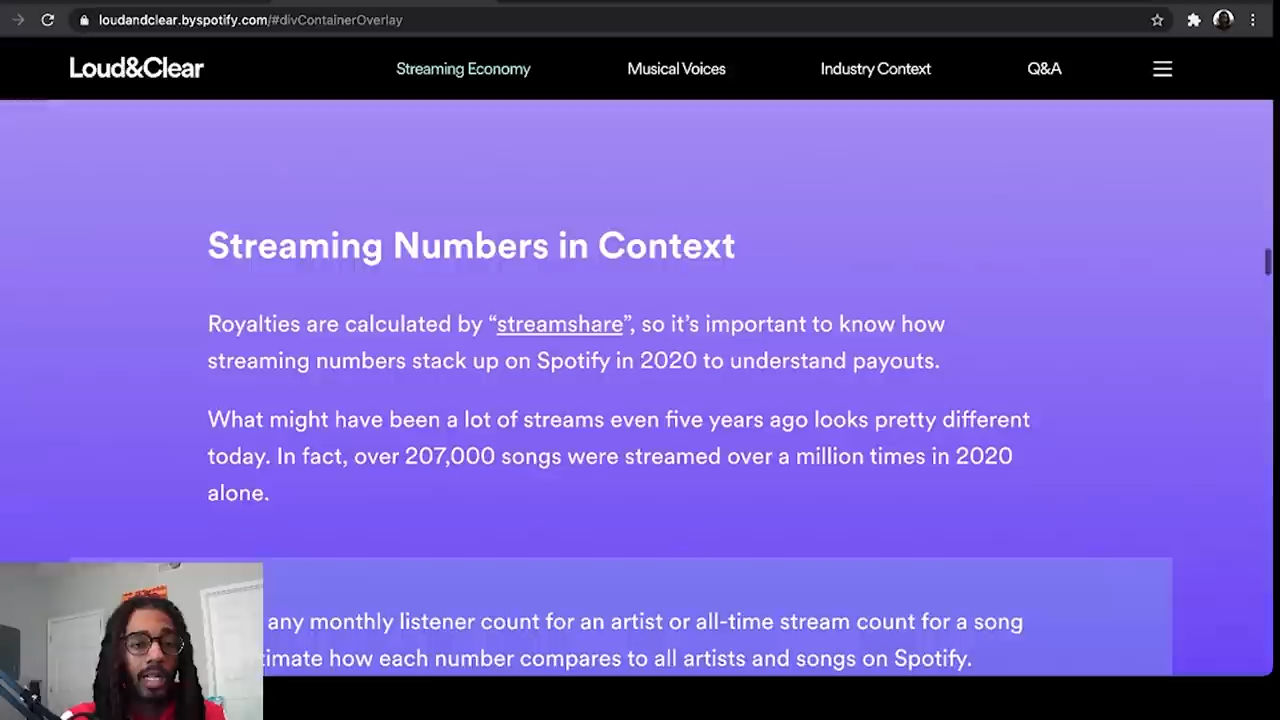 loudandclear.byspotify.com/#divContainerOverlay
Loud&Clear
Streaming Economy
Musical Voices
Industry Context
Q&A
Streaming Numbers in Context
Royalties are calculated by “streamshare”, so it’s important to know how
streaming numbers stack up on Spotify in 2020 to understand payouts.
What might have been a lot of streams even five years ago looks pretty different
today. In fact, over 207,000 songs were streamed over a million times in 2020
alone.
any monthly listener count for an artist or all-time stream count for a song
how each number compares to all artists and songs on Spotify.